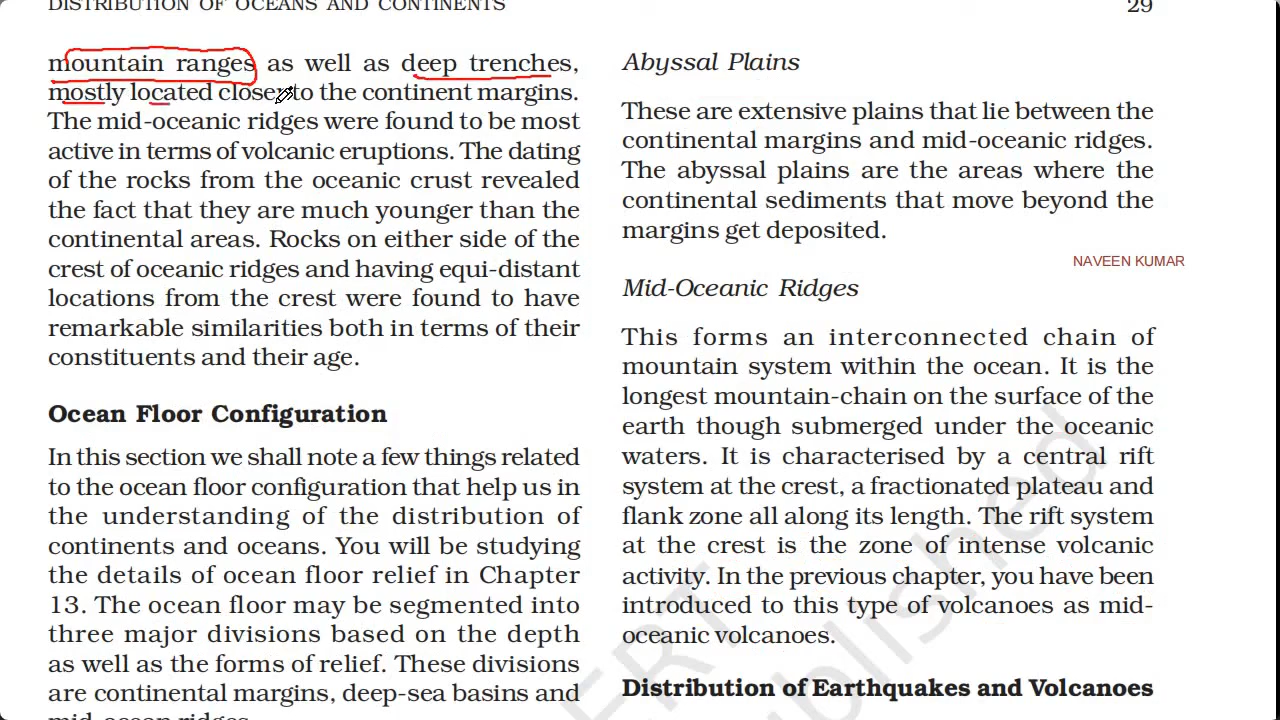 DISTRIBUTION OF OCEANS AND CONTINENTS 29
mountain ranges as well as deep trenches,
mostly located closer to the continent margins.
The mid-oceanic ridges were found to be most
active in terms of volcanic eruptions. The dating
of the rocks from the oceanic crust revealed
the fact that they are much younger than the
continental areas. Rocks on either side of the
crest of oceanic ridges and having equi-distant
locations from the crest were found to have
remarkable similarities both in terms of their
constituents and their age.
Ocean Floor Configuration
In this section we shall note a few things related
to the ocean floor configuration that help us in
the understanding of the distribution of
continents and oceans. You will be studying
the details of ocean floor relief in Chapter
13. The ocean floor may be segmented into
three major divisions based on the depth
as well as the forms of relief. These divisions
are continental margins, deep-sea basins and
mid-ocean ridges.
Abyssal Plains
These are extensive plains that lie between the
continental margins and mid-oceanic ridges.
The abyssal plains are the areas where the
continental sediments that move beyond the
margins get deposited.
NAVEEN KUMAR
Mid-Oceanic Ridges
This forms an interconnected chain of
mountain system within the ocean. It is the
longest mountain-chain on the surface of the
earth though submerged under the oceanic
waters. It is characterised by a central rift
system at the crest, a fractionated plateau and
flank zone all along its length. The rift system
at the crest is the zone of intense volcanic
activity. In the previous chapter, you have been
introduced to this type of volcanoes as mid-
oceanic volcanoes.
Distribution of Earthquakes and Volcanoes